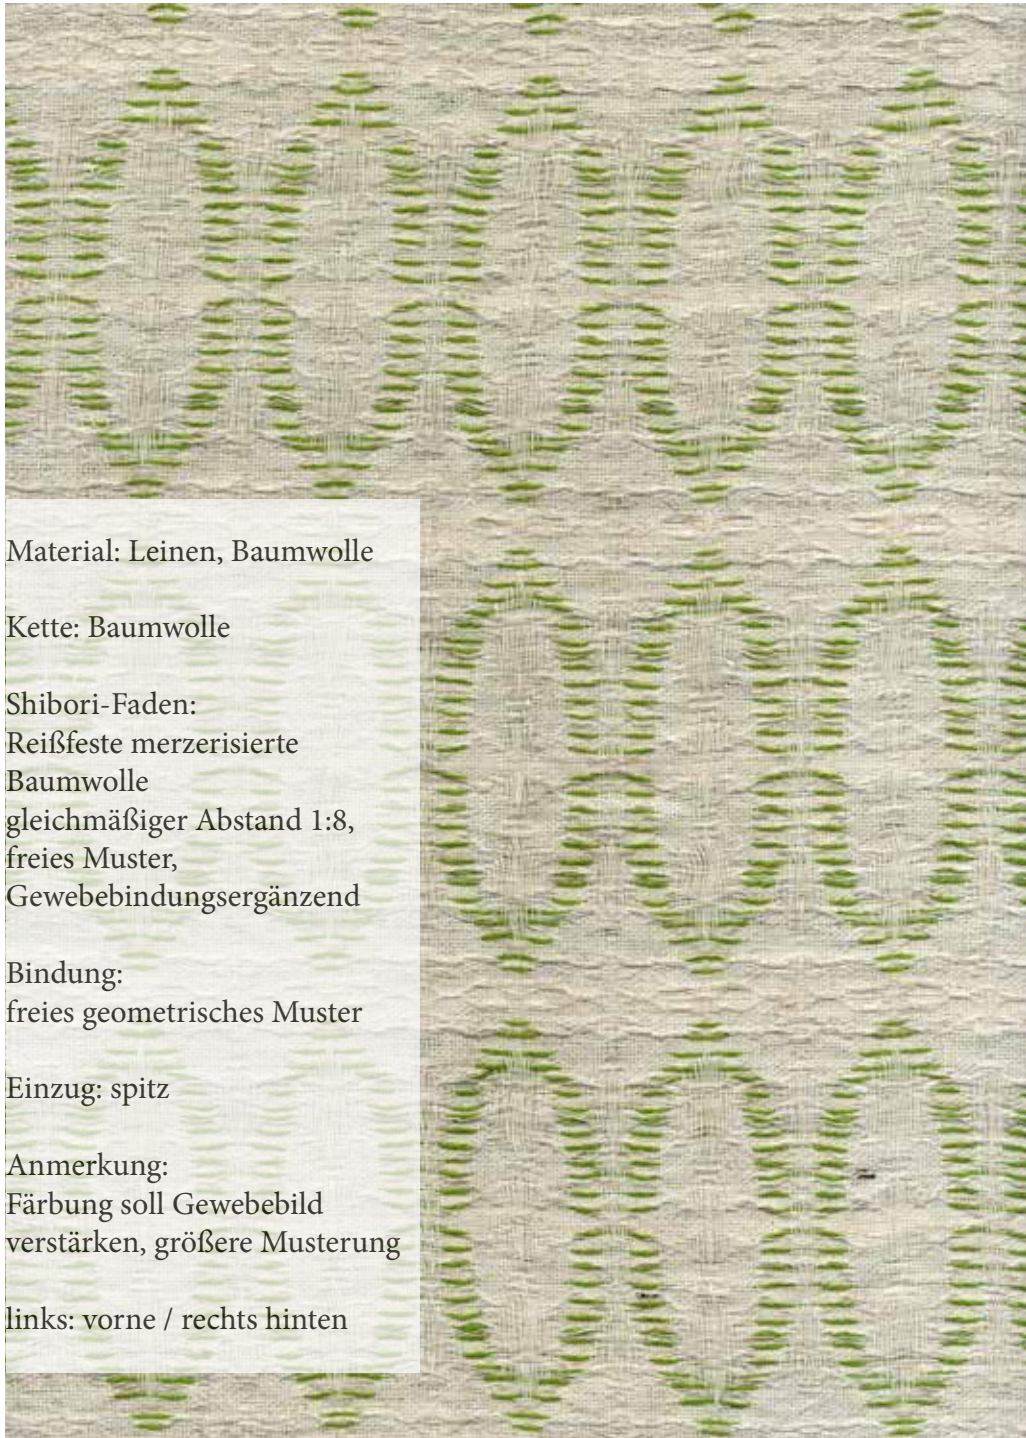 Material: Leinen, Baumwolle
Kette: Baumwolle
Shibori-Faden:
Reißfeste merzerisierte
Baumwolle
gleichmäßiger Abstand 1:8,
freies Muster,
Gewebebindungsergänzend
Bindung:
freies geometrisches Muster
Einzug: spitz
Anmerkung:
Färbung soll Gewebebild
verstärken, größere Musterung
links: vorne / rechts hinten